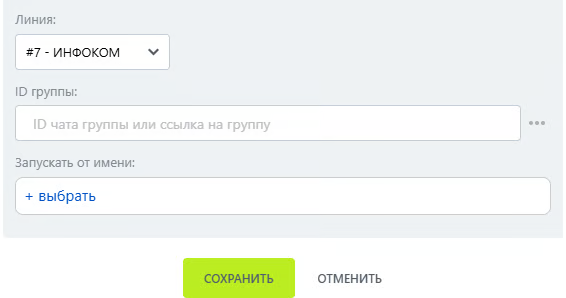 Линия:
#7 - ИНФОКОМ
ID группы:
ID чата группы или ссылка на группу
Запускать от имени:
+ выбрать
СОХРАНИТЬ ОТМЕНИТЬ